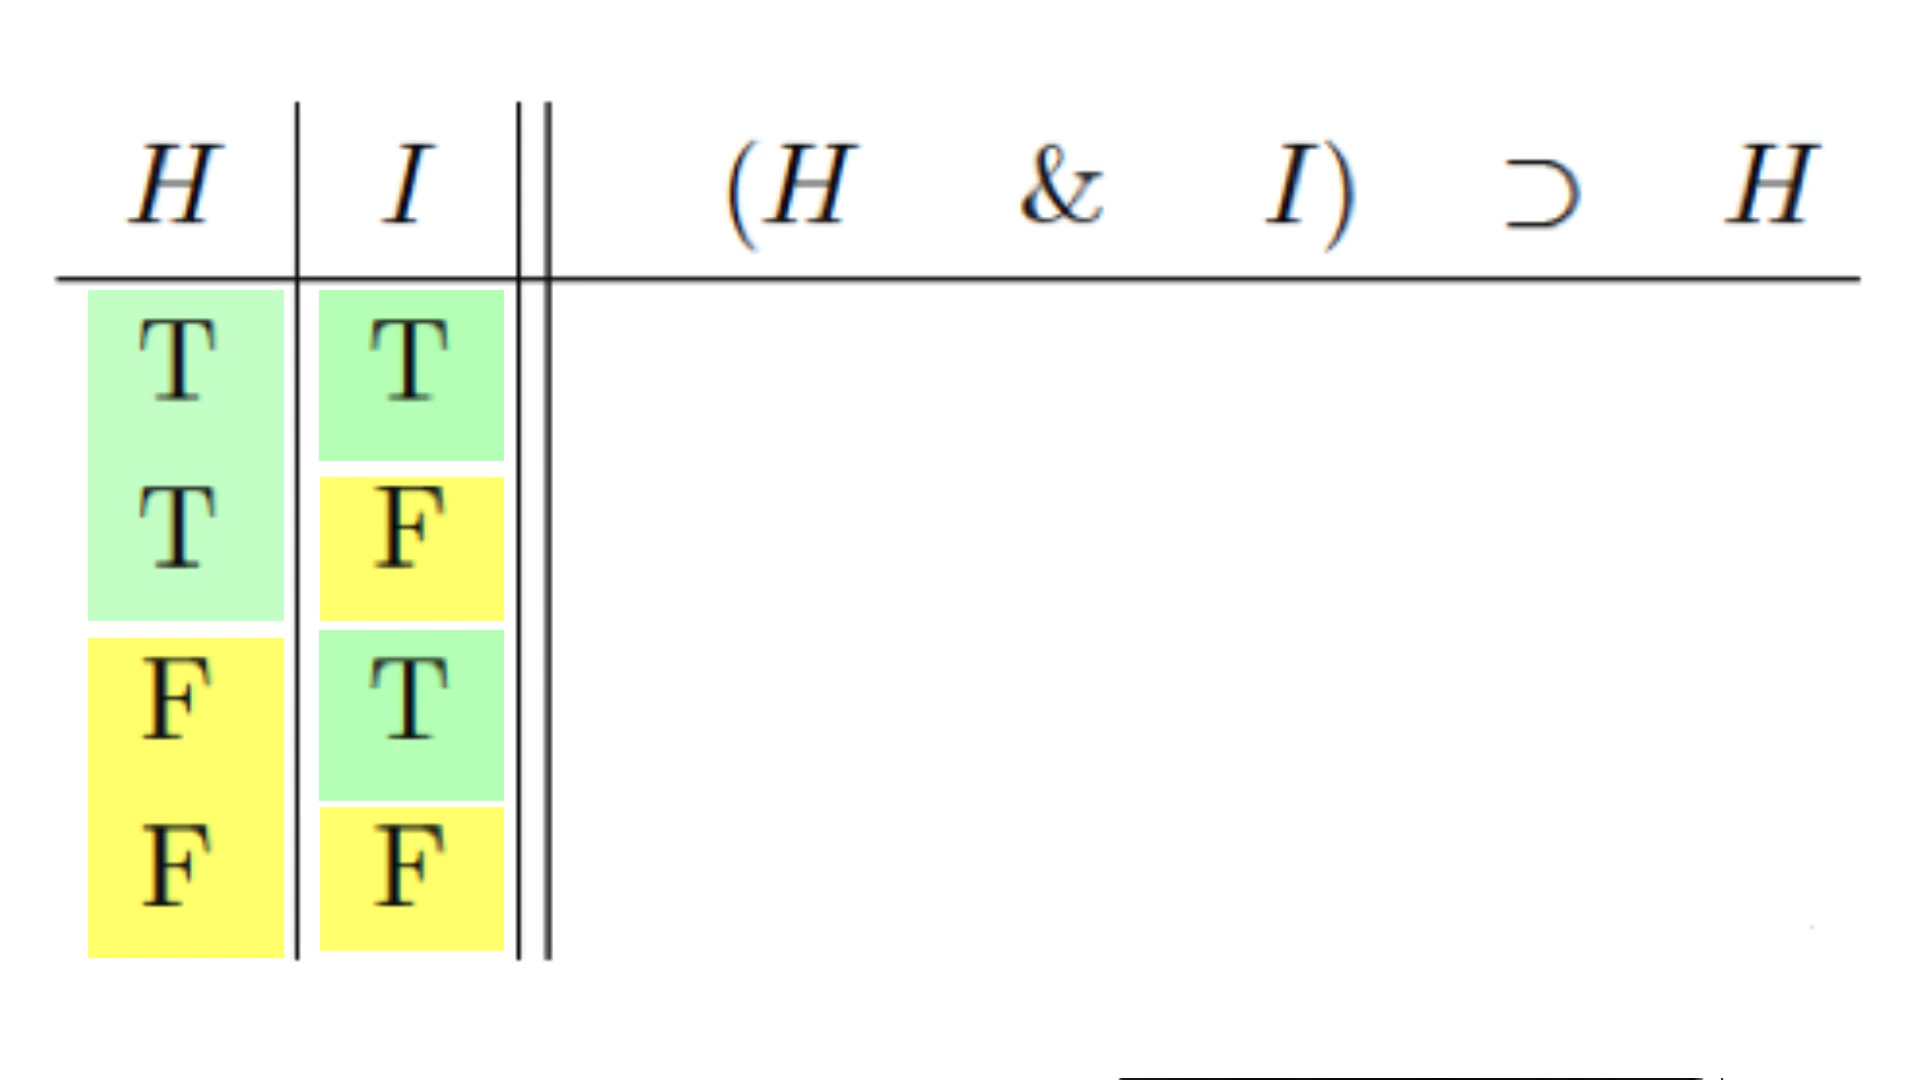 H I (H & I) ⊃ H
T T
T F
F T
F F